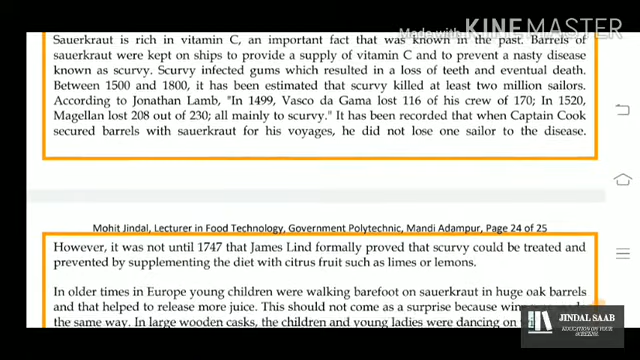 Made with KINEMASTER
Sauerkraut is rich in vitamin C, an important fact that was known in the past. Barrels of
sauerkraut were kept on ships to provide a supply of vitamin C and to prevent a nasty disease
known as scurvy. Scurvy infected gums which resulted in a loss of teeth and eventual death.
Between 1500 and 1800, it has been estimated that scurvy killed at least two million sailors.
According to Jonathan Lamb, "In 1499, Vasco da Gama lost 116 of his crew of 170; In 1520,
Magellan lost 208 out of 230; all mainly to scurvy." It has been recorded that when Captain Cook
secured barrels with sauerkraut for his voyages, he did not lose one sailor to the disease.
Mohit Jindal, Lecturer in Food Technology, Government Polytechnic, Mandi Adampur, Page 24 of 25
However, it was not until 1747 that James Lind formally proved that scurvy could be treated and
prevented by supplementing the diet with citrus fruit such as limes or lemons.
In older times in Europe young children were walking barefoot on sauerkraut in huge oak barrels
and that helped to release more juice. This should not come as a surprise because
the same way. In large wooden casks, the children and young ladies were dancing on
JINDAL SAAB
EDUCATION ON YOUR